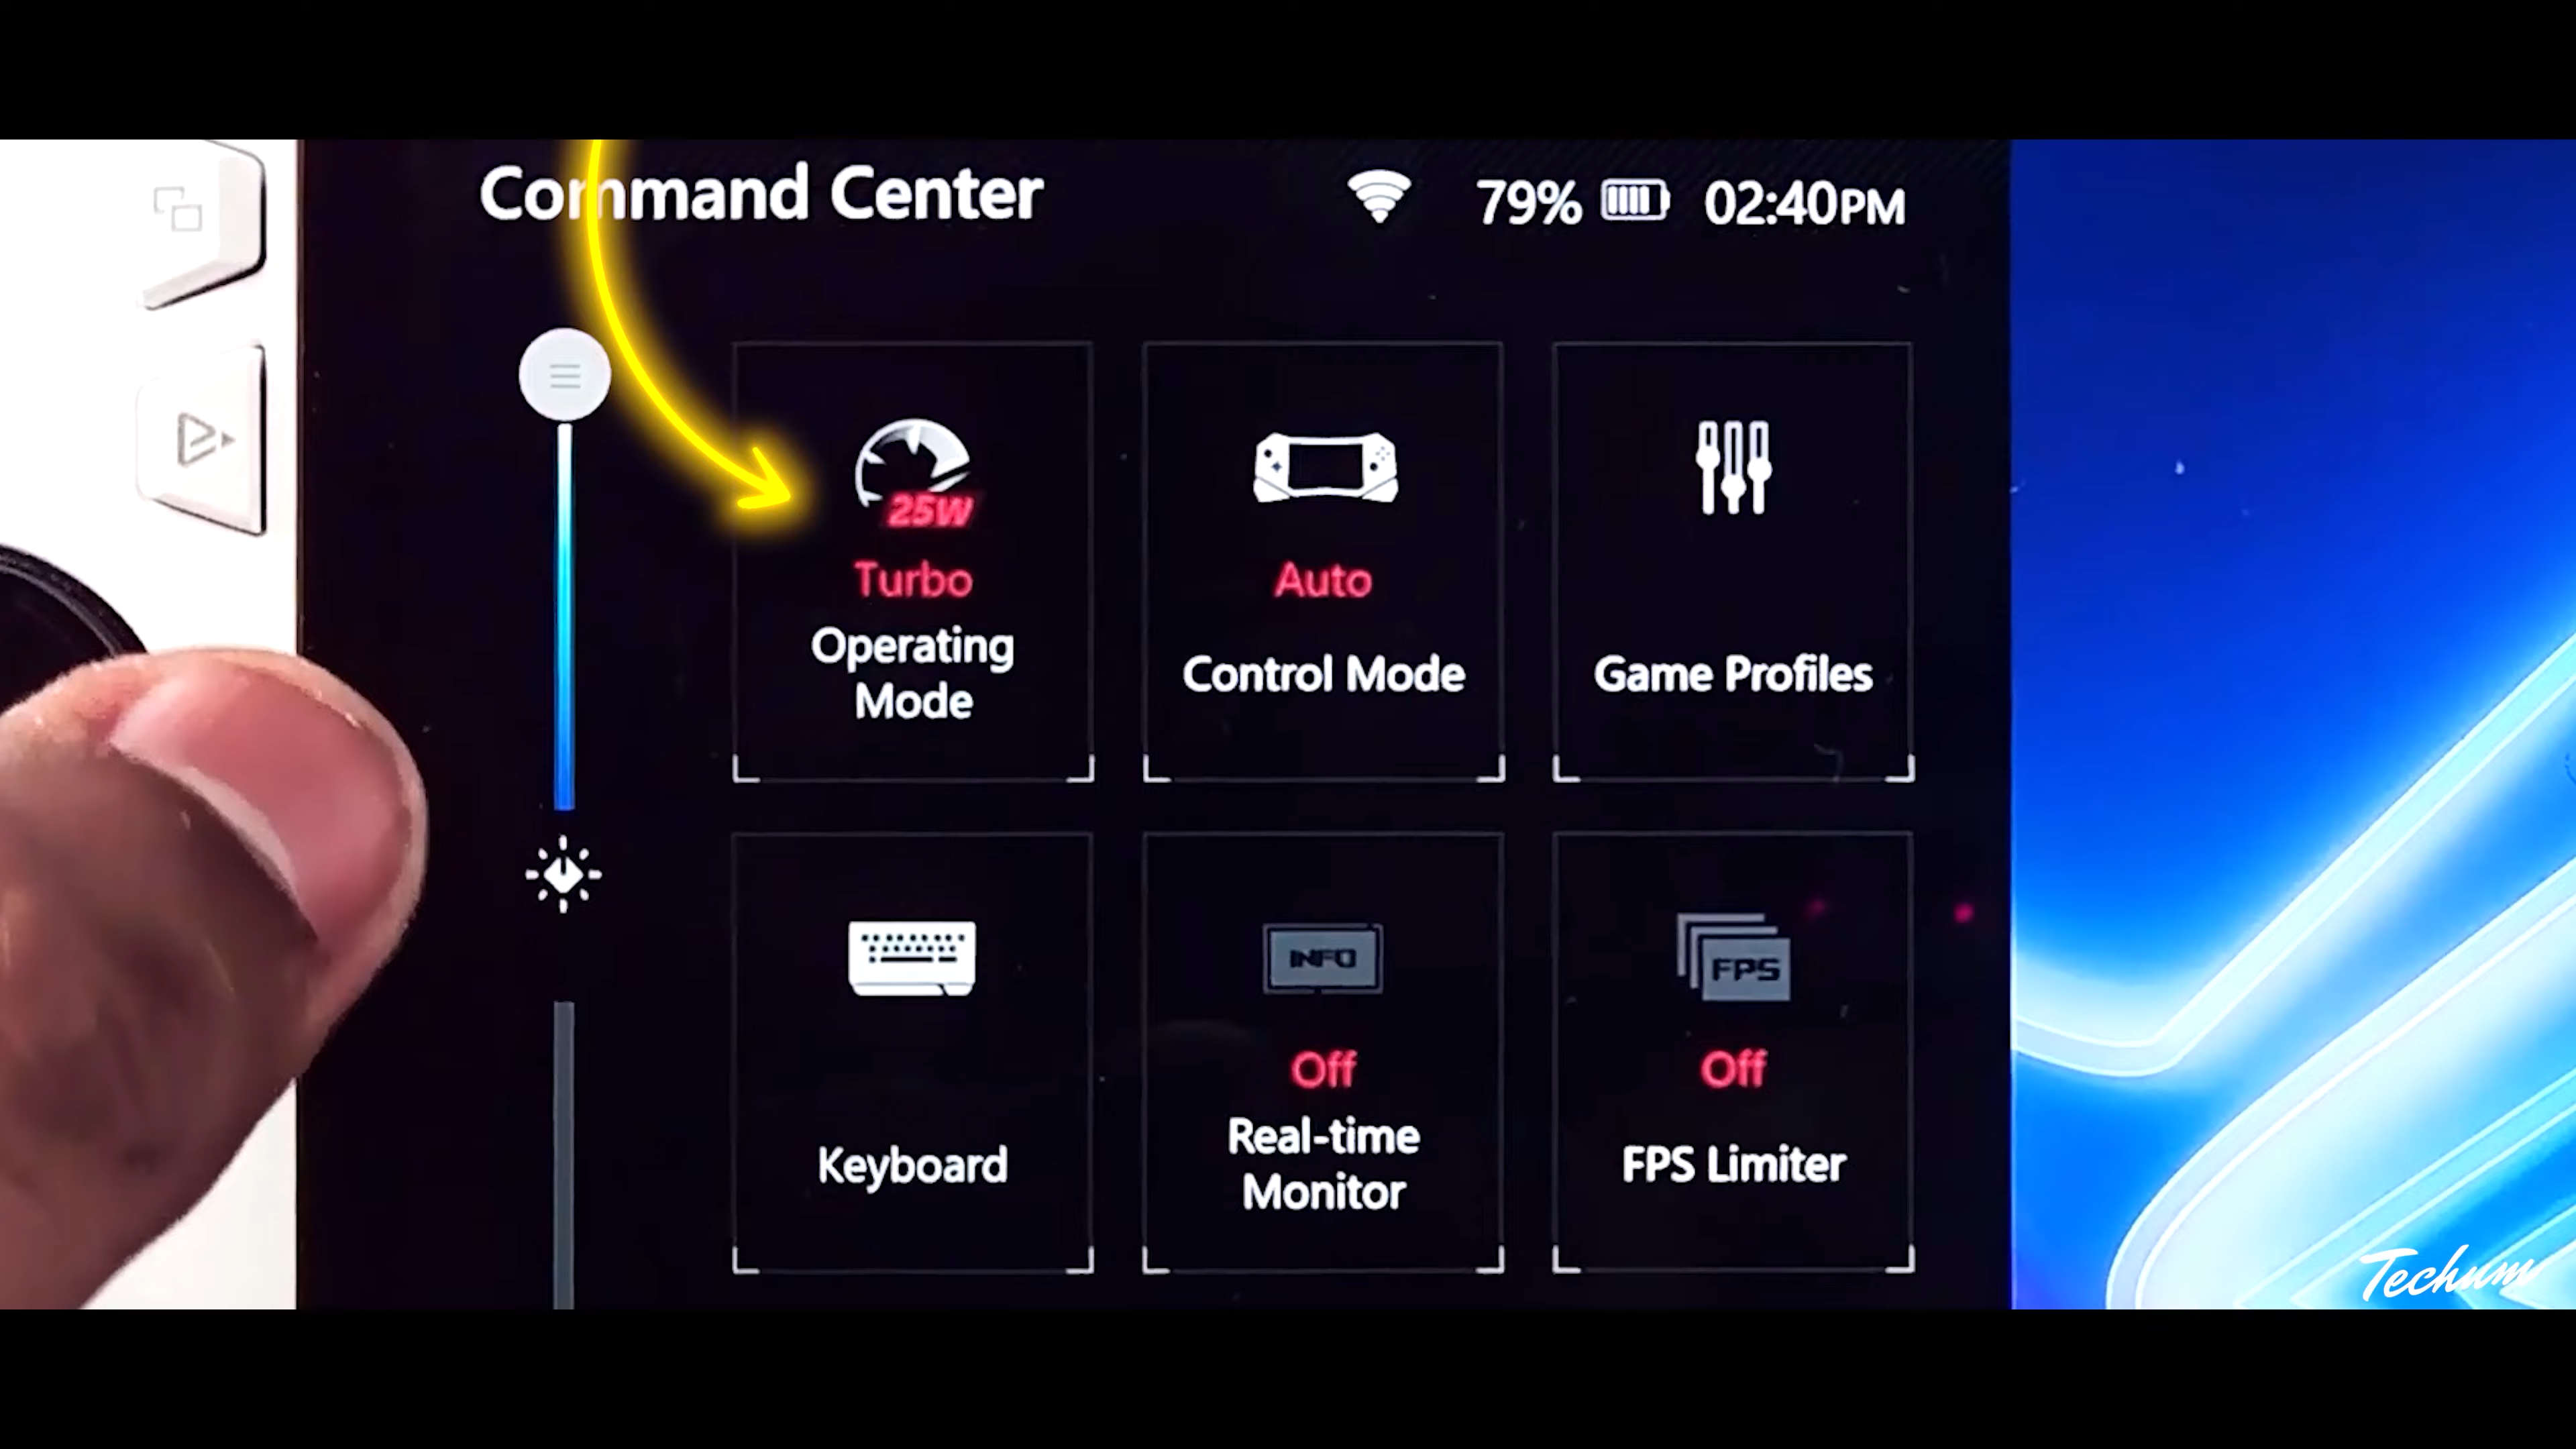 Command Center
79%
02:40PM
25W
Turbo
Operating
Mode
Auto
Control Mode
Game Profiles
Keyboard
INFO
Off
Real-time
Monitor
FPS
Off
FPS Limiter
Techum